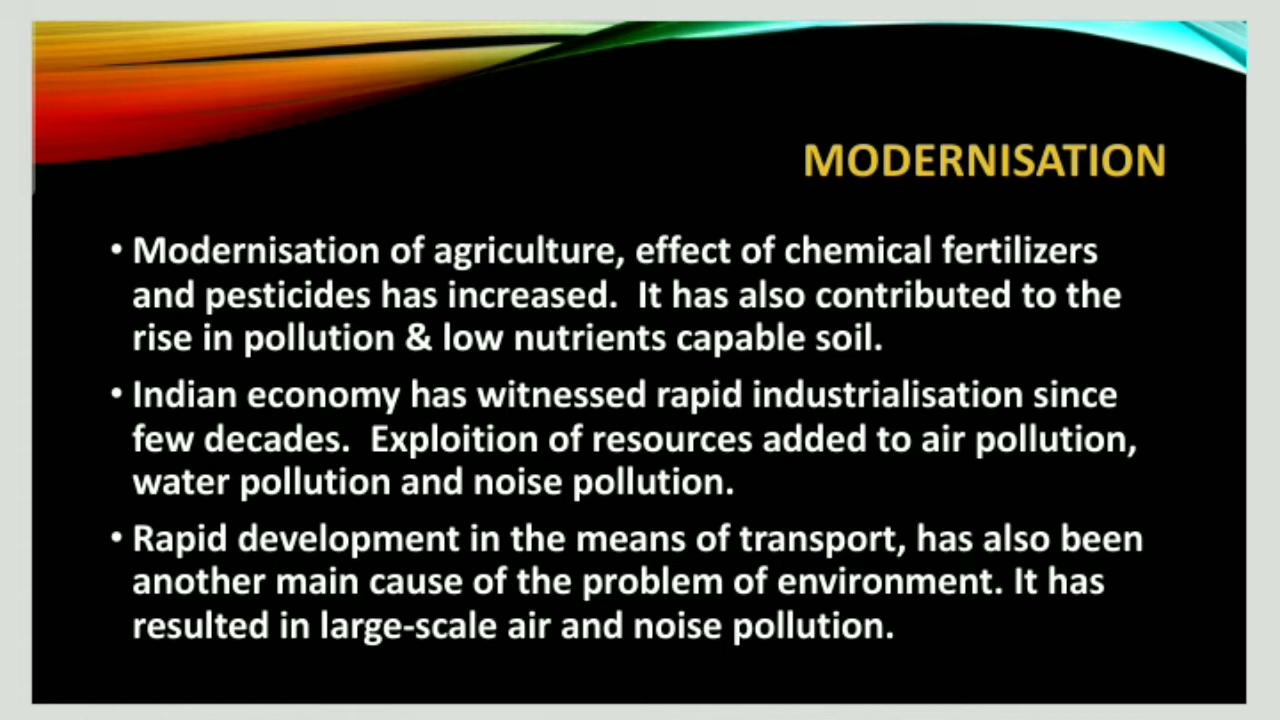 MODERNISATION
• Modernisation of agriculture, effect of chemical fertilizers
and pesticides has increased.  It has also contributed to the
rise in pollution & low nutrients capable soil.
• Indian economy has witnessed rapid industrialisation since
few decades.  Exploition of resources added to air pollution,
water pollution and noise pollution.
• Rapid development in the means of transport, has also been
another main cause of the problem of environment. It has
resulted in large-scale air and noise pollution.